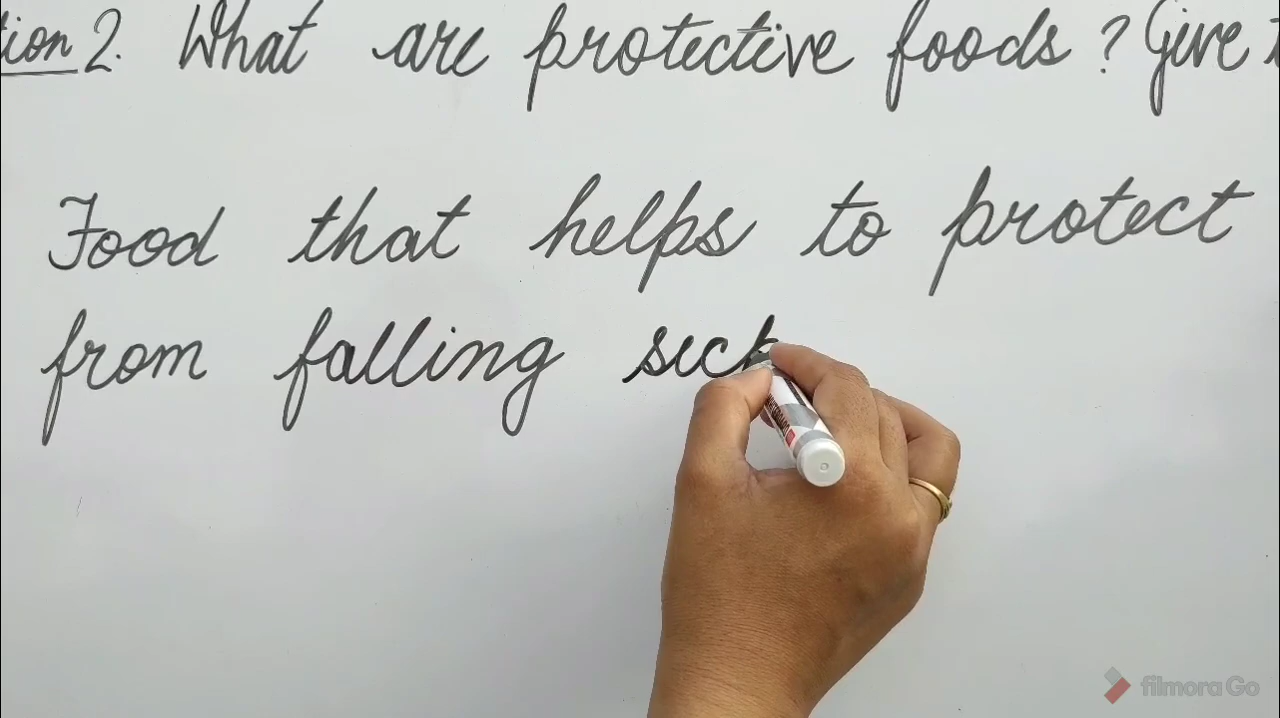 tion 2. What are protective foods? Give
Food that helps to protect
from falling sick
filmora Go